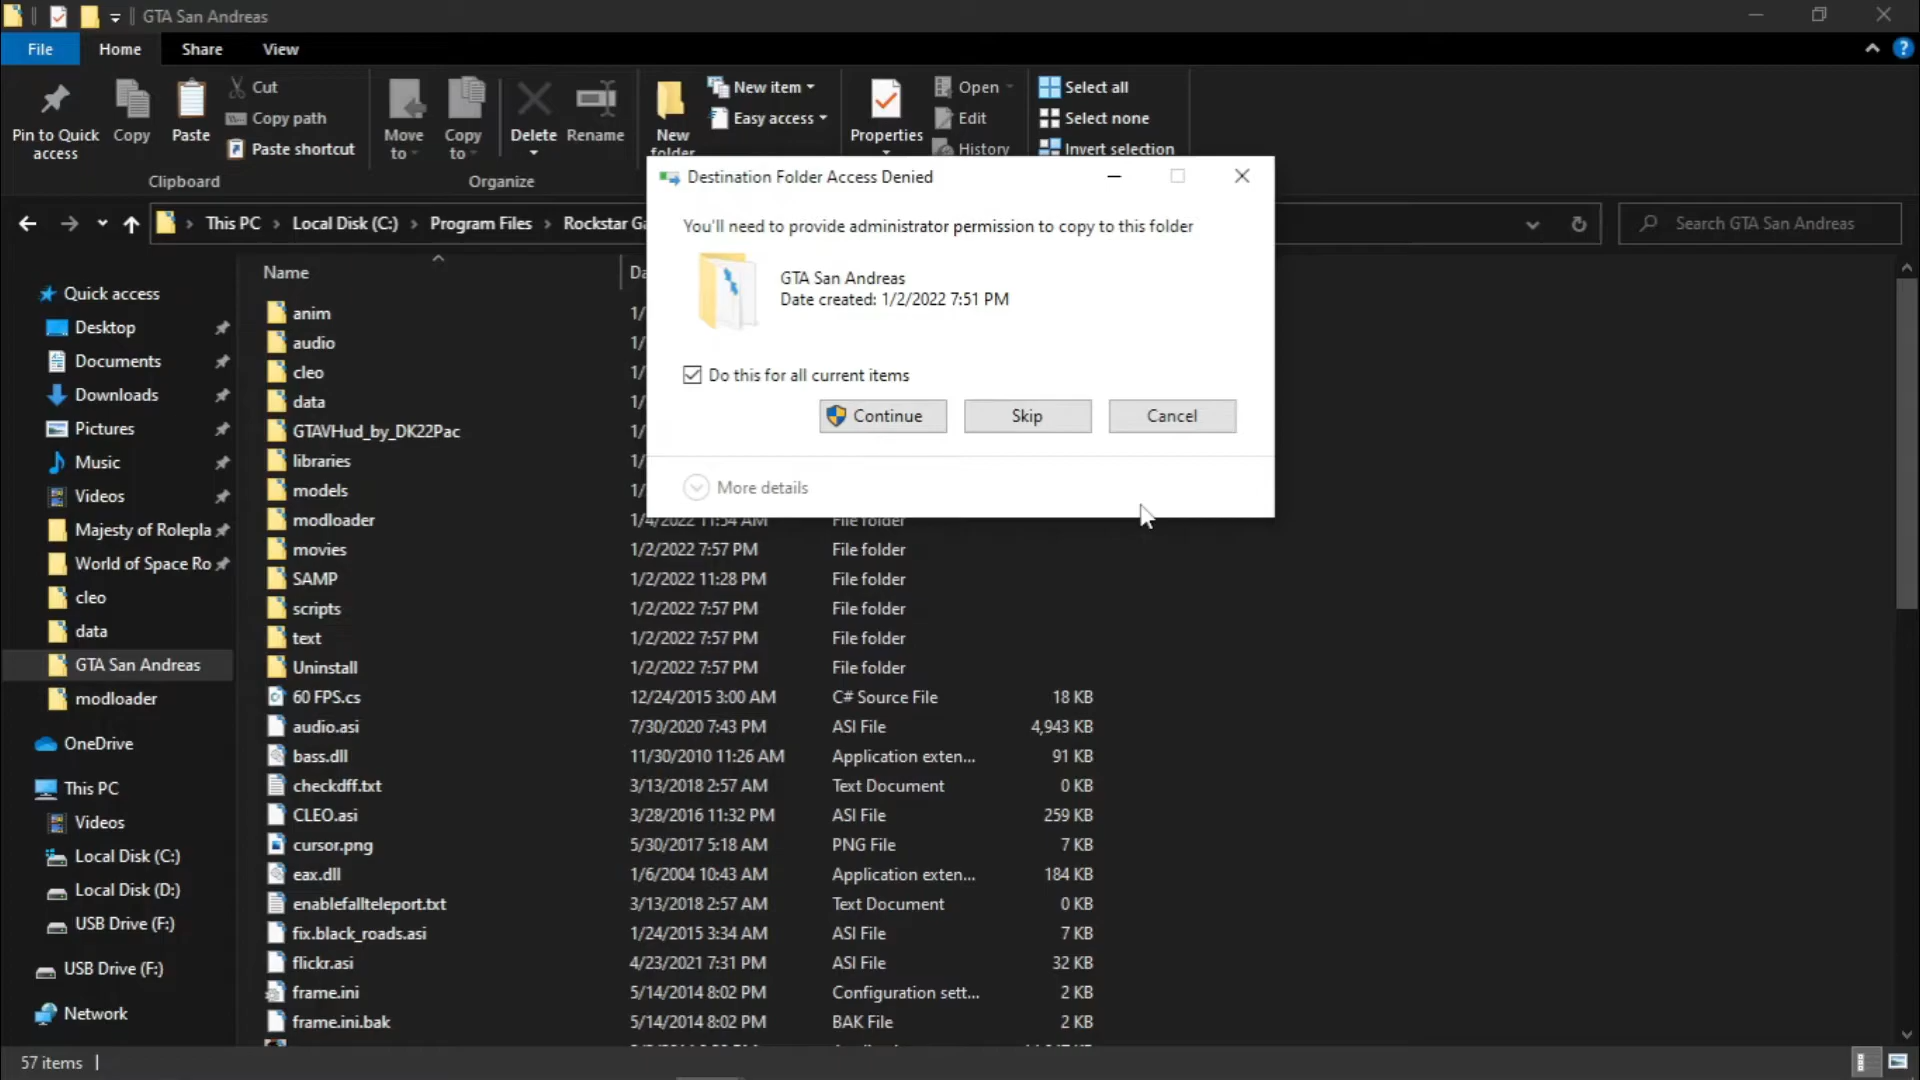 GTA San Andreas
File
Home
Share
View
Pin to Quick
access
Copy
Paste
Cut
Copy path
Paste shortcut
Clipboard
Move
to
Copy
to
Delete
Rename
Organize
New
folder
New item
Easy access
Properties
Open
Edit
History
Select all
Select none
Invert selection
This PC
Local Disk (C:)
Program Files
Rockstar Ga
Search GTA San Andreas
Destination Folder Access Denied
You'll need to provide administrator permission to copy to this folder
GTA San Andreas
Date created: 1/2/2022 7:51 PM
Do this for all current items
Continue
Skip
Cancel
More details
Quick access
Desktop
Documents
Downloads
Pictures
Music
Videos
Majesty of Rolepla
World of Space Ro
cleo
data
GTA San Andreas
modloader
OneDrive
This PC
Videos
Local Disk (C:)
Local Disk (D:)
USB Drive (F:)
USB Drive (F:)
Network
Name Da
anim 1/
audio 1/
cleo 1/
data 1/
GTAVHud_by_DK22Pac 1/
libraries 1/
models 1/
modloader 1/4/2022 11:54 AM File folder
movies 1/2/2022 7:57 PM File folder
SAMP 1/2/2022 11:28 PM File folder
scripts 1/2/2022 7:57 PM File folder
text 1/2/2022 7:57 PM File folder
Uninstall 1/2/2022 7:57 PM File folder
60 FPS.cs 12/24/2015 3:00 AM C# Source File 18 KB
audio.asi 7/30/2020 7:43 PM ASI File 4,943 KB
bass.dll 11/30/2010 11:26 AM Application exten... 91 KB
checkdff.txt 3/13/2018 2:57 AM Text Document 0 KB
CLEO.asi 3/28/2016 11:32 PM ASI File 259 KB
cursor.png 5/30/2017 5:18 AM PNG File 7 KB
eax.dll 1/6/2004 10:43 AM Application exten... 184 KB
enablefallteleport.txt 3/13/2018 2:57 AM Text Document 0 KB
fix.black_roads.asi 1/24/2015 3:34 AM ASI File 7 KB
flickr.asi 4/23/2021 7:31 PM ASI File 32 KB
frame.ini 5/14/2014 8:02 PM Configuration sett... 2 KB
frame.ini.bak 5/14/2014 8:02 PM BAK File 2 KB
57 items